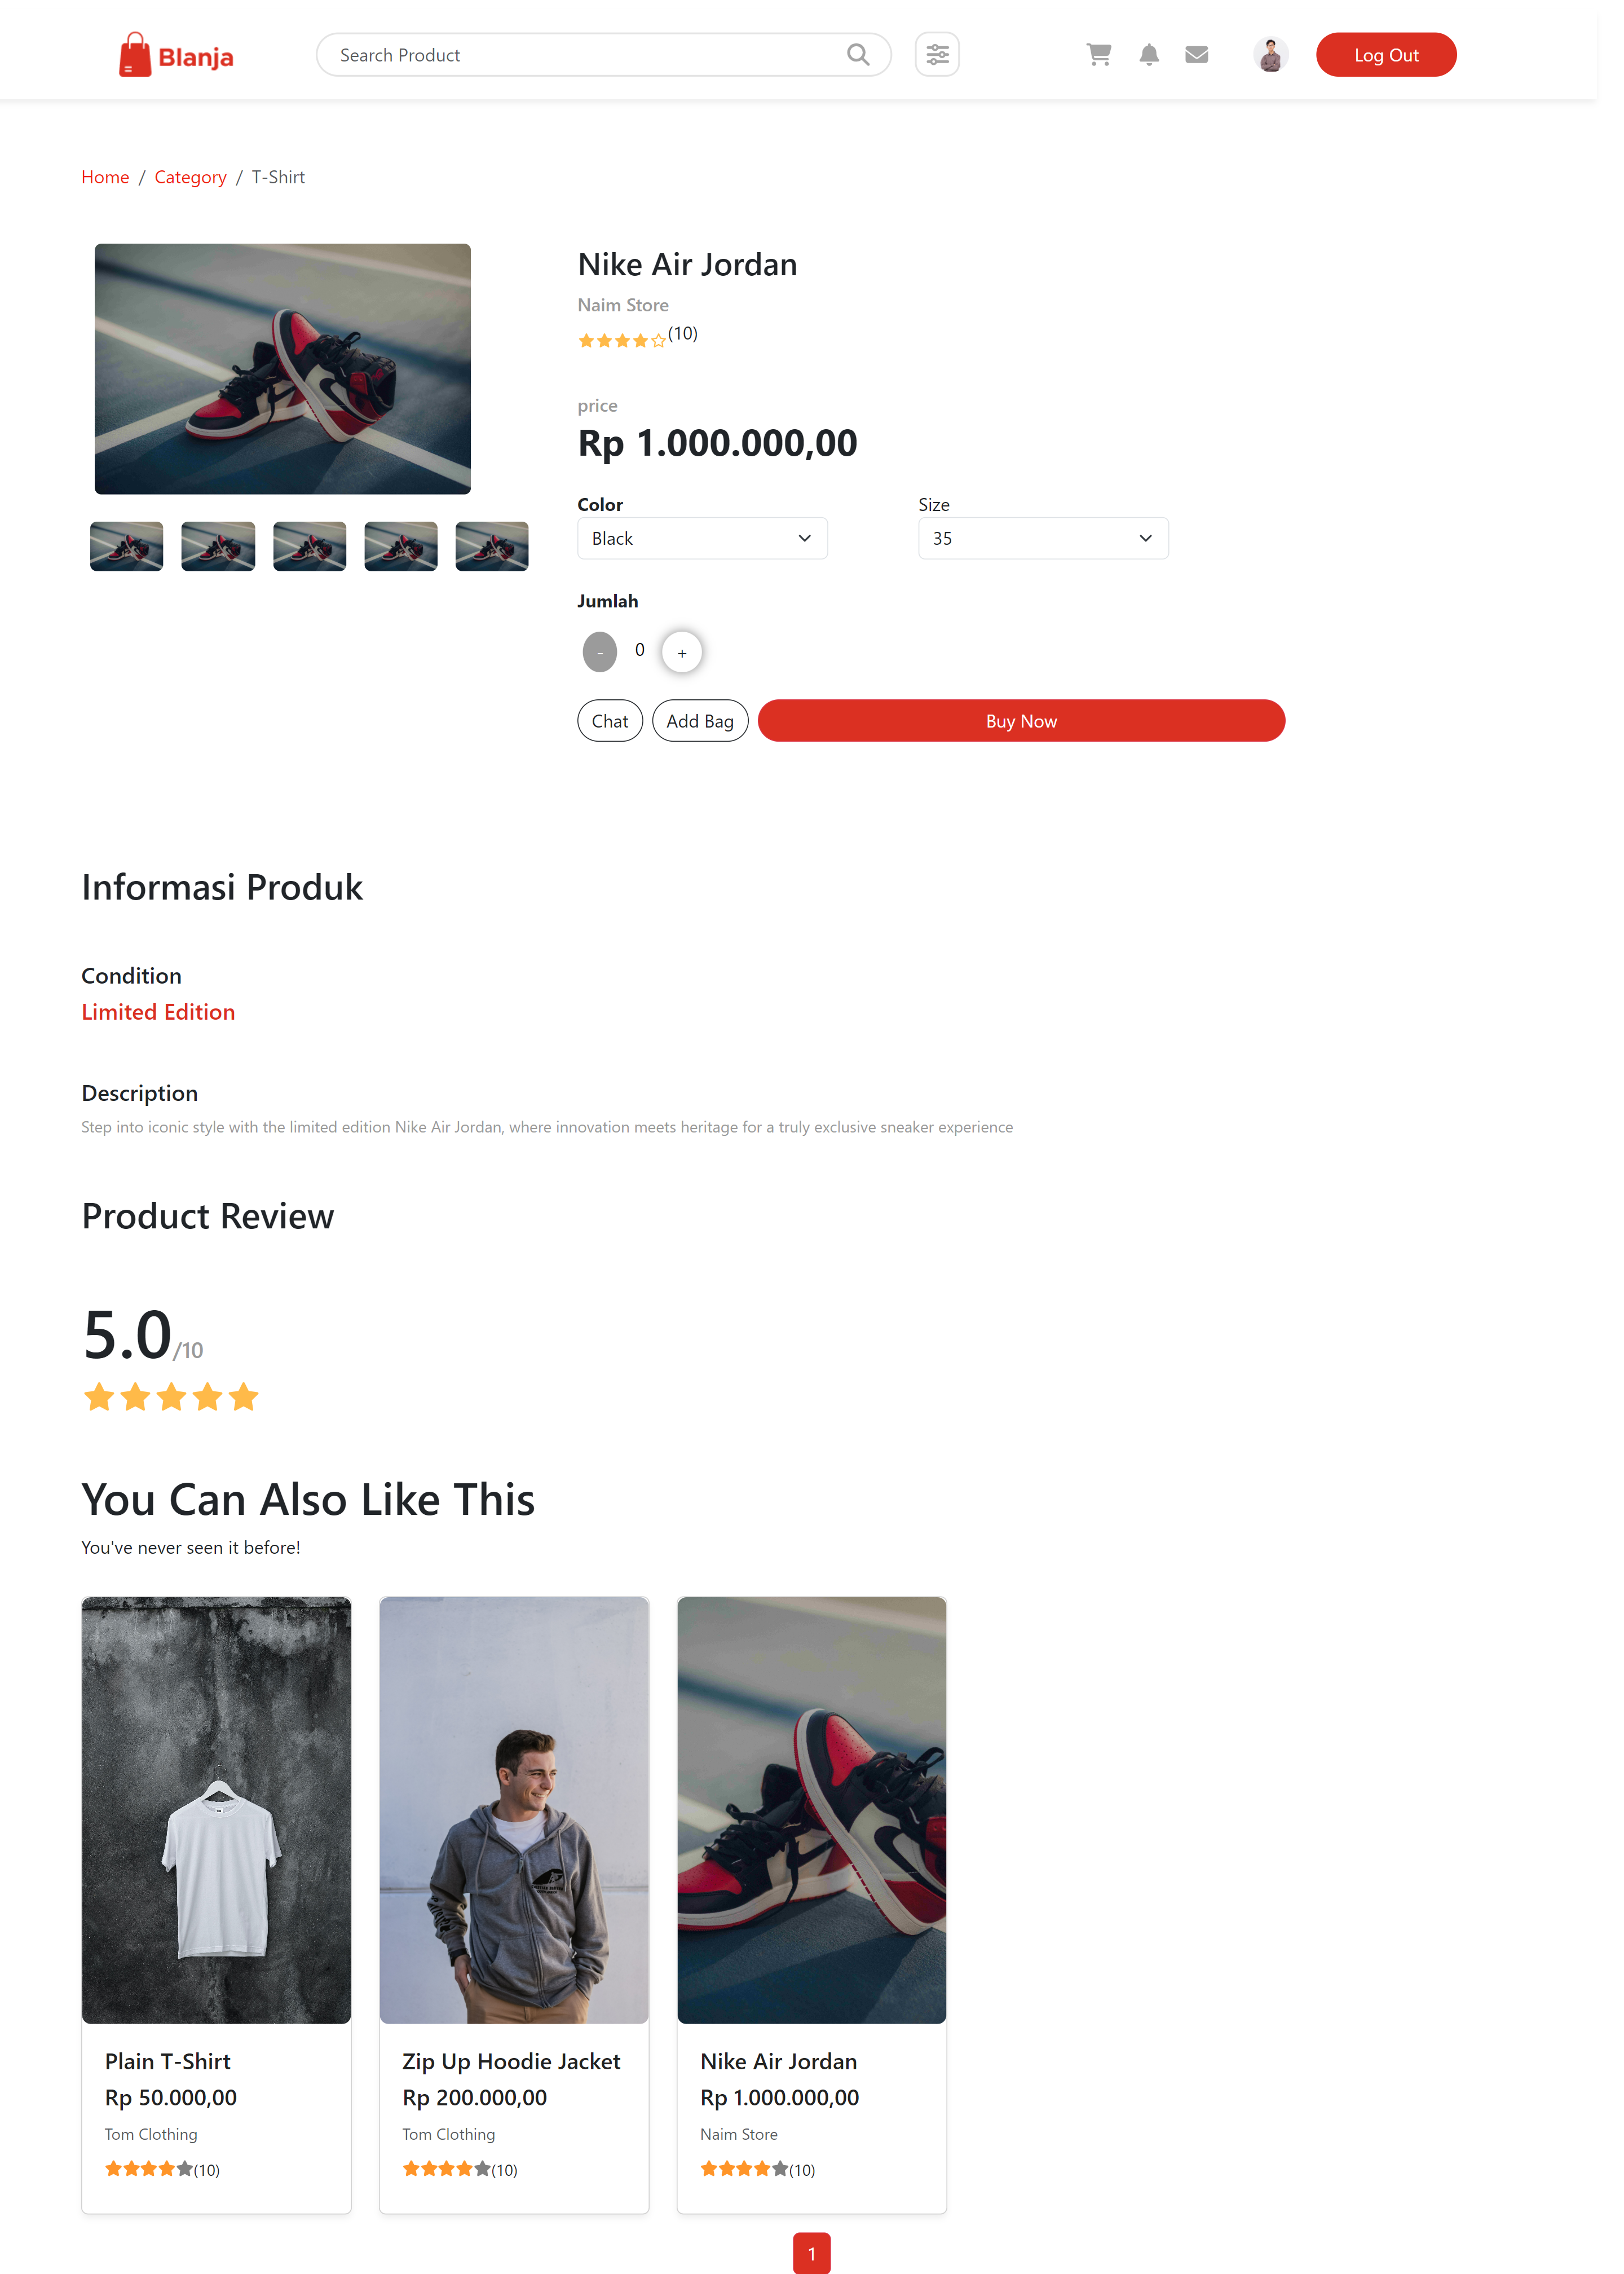 Blanja
Search Product
Log Out
Home / Category / T-Shirt
Nike Air Jordan
Naim Store
(10)
price
Rp 1.000.000,00
Color
Size
Black
35
Jumlah
- 0 +
Chat
Add Bag
Buy Now
Informasi Produk
Condition
Limited Edition
Description
Step into iconic style with the limited edition Nike Air Jordan, where innovation meets heritage for a truly exclusive sneaker experience
Product Review
5.0/10
You Can Also Like This
You've never seen it before!
Plain T-Shirt
Rp 50.000,00
Tom Clothing
(10)
Zip Up Hoodie Jacket
Rp 200.000,00
Tom Clothing
(10)
Nike Air Jordan
Rp 1.000.000,00
Naim Store
(10)
1